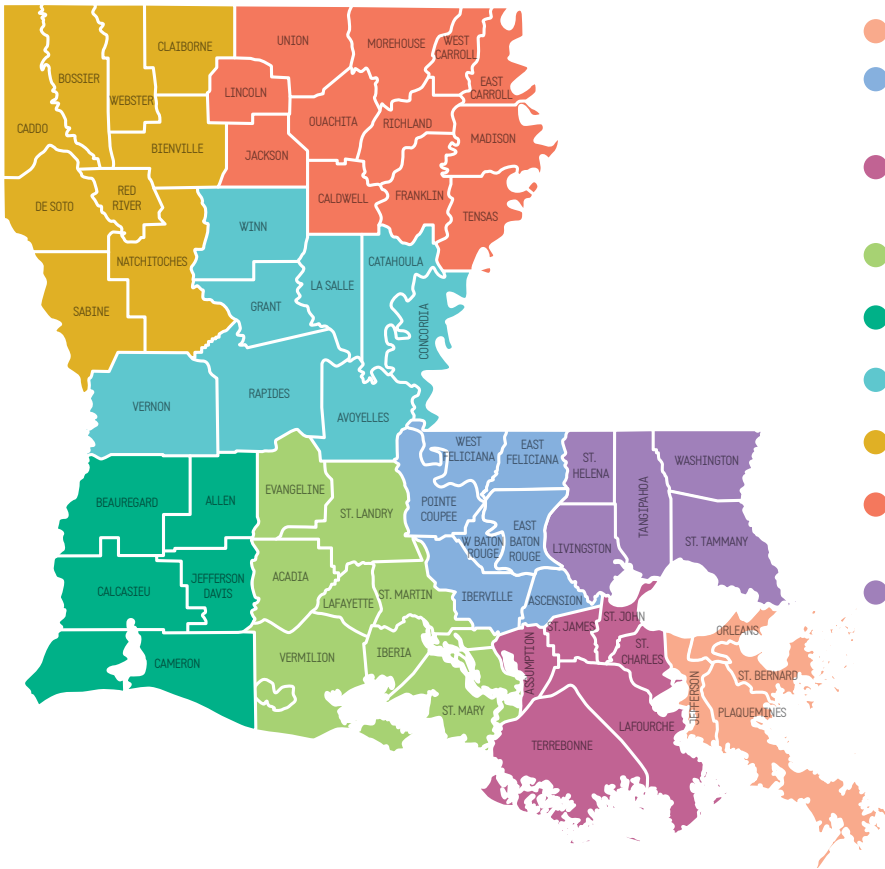 UNION
MOREHOUSE
WEST
CARROLL
CLAIBORNE
BOSSIER
EAST
CARROLL
LINCOLN
WEBSTER
OUACHITA
RICHLAND
CADDO
MADISON
BIENVILLE
JACKSON
RED
RIVER
CALDWELL
FRANKLIN
DE SOTO
TENSAS
WINN
NATCHITOCHES
CATAHOULA
LA SALLE
GRANT
SABINE
CONCORDIA
RAPIDES
VERNON
AVOYELLES
WEST
FELICIANA
EAST
FELICIANA
ST.
HELENA
WASHINGTON
EVANGELINE
BEAUREGARD
ALLEN
POINTE
COUPEE
TANGIPAHOA
ST. LANDRY
EAST
BATON
ROUGE
W BATON
ROUGE
LIVINGSTON
ST. TAMMANY
ACADIA
JEFFERSON
DAVIS
CALCASIEU
ST. MARTIN
LAFAYETTE
IBERVILLE
ASCENSION
ST. JOHN
ST. JAMES
ORLEANS
ST.
CHARLES
IBERIA
VERMILION
CAMERON
ASSUMPTION
ST. BERNARD
JEFFERSON
ST. MARY
PLAQUEMINES
LAFOURCHE
TERREBONNE